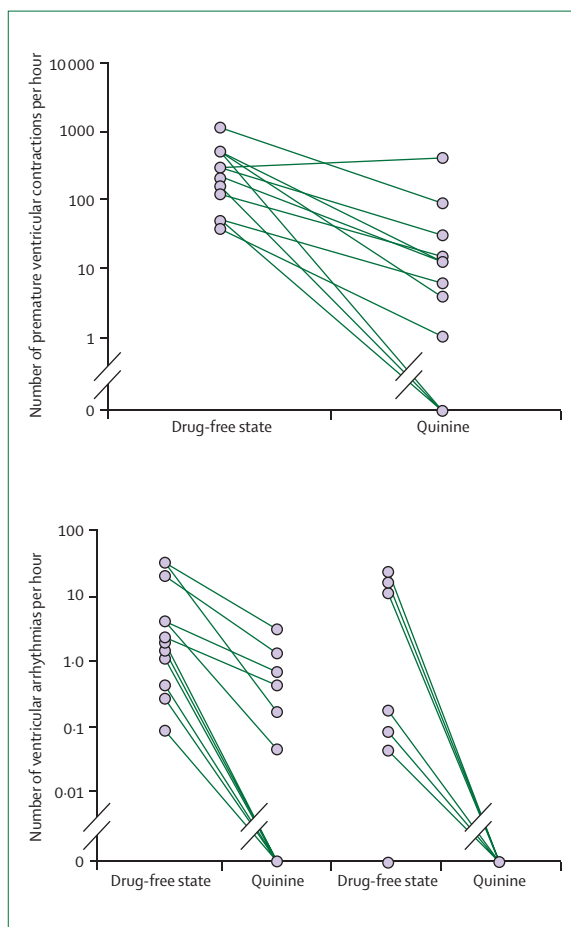 Number of premature ventricular contractions per hour
10 000
1000
100
10
1
0
Drug-free state
Quinine
Number of ventricular arrhythmias per hour
100
10
1·0
0·1
0·01
0
Drug-free state
Quinine
Drug-free state
Quinine